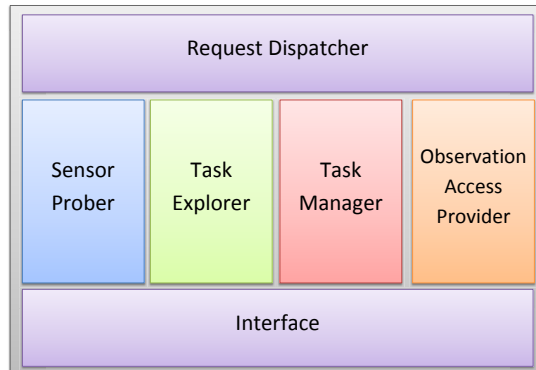 Request Dispatcher
Sensor
Prober
Task
Explorer
Task
Manager
Observation
Access
Provider
Interface